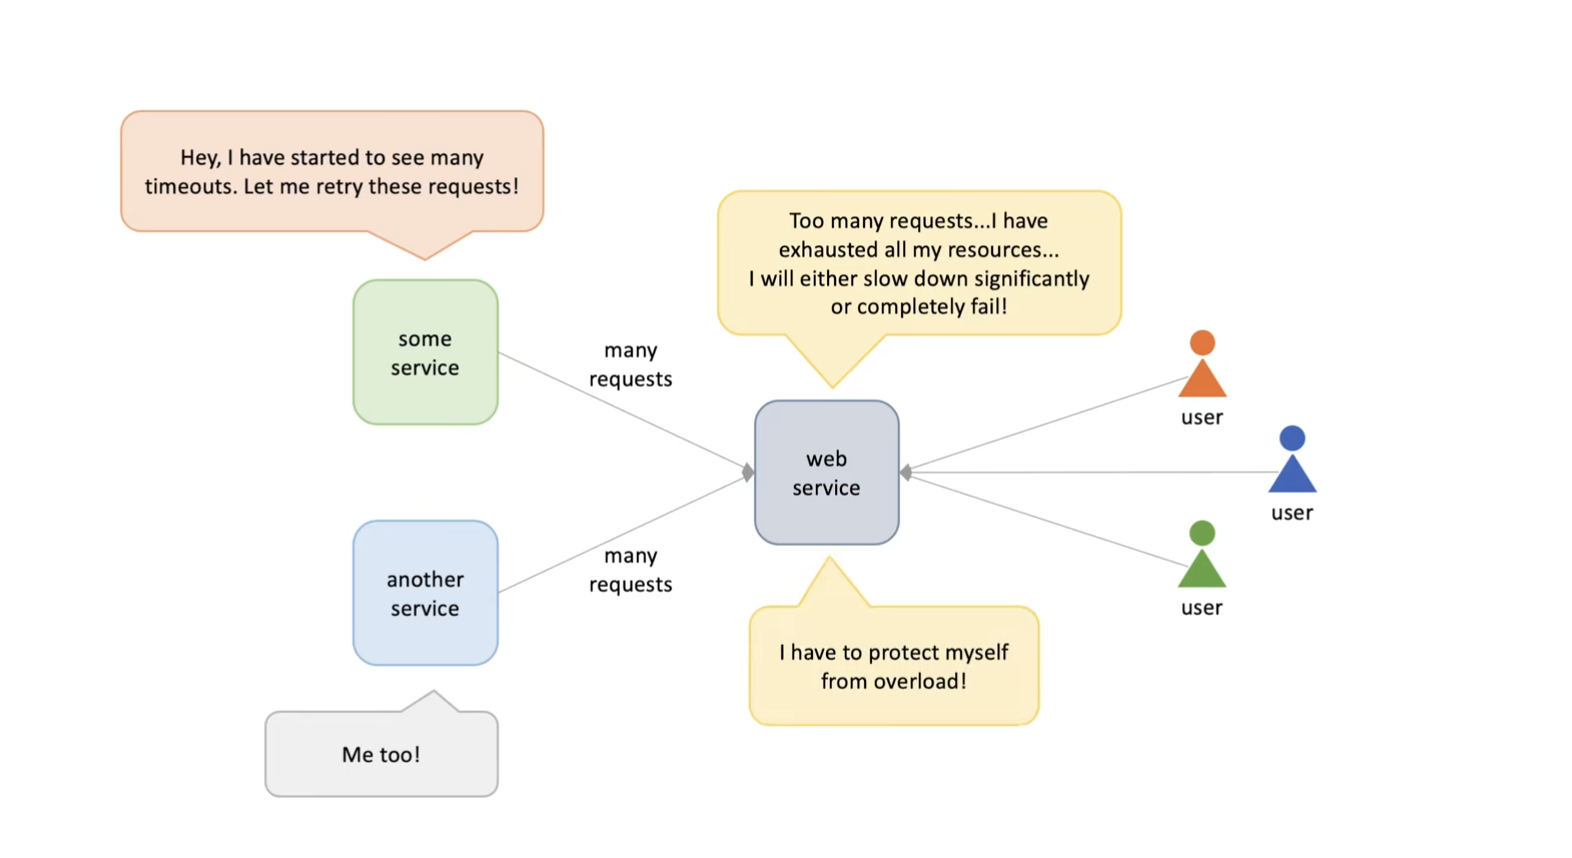 Hey, I have started to see many
timeouts. Let me retry these requests!
Too many requests...I have
exhausted all my resources...
I will either slow down significantly
or completely fail!
some
service
many
requests
user
web
service
user
another
service
many
requests
user
I have to protect myself
from overload!
Me too!